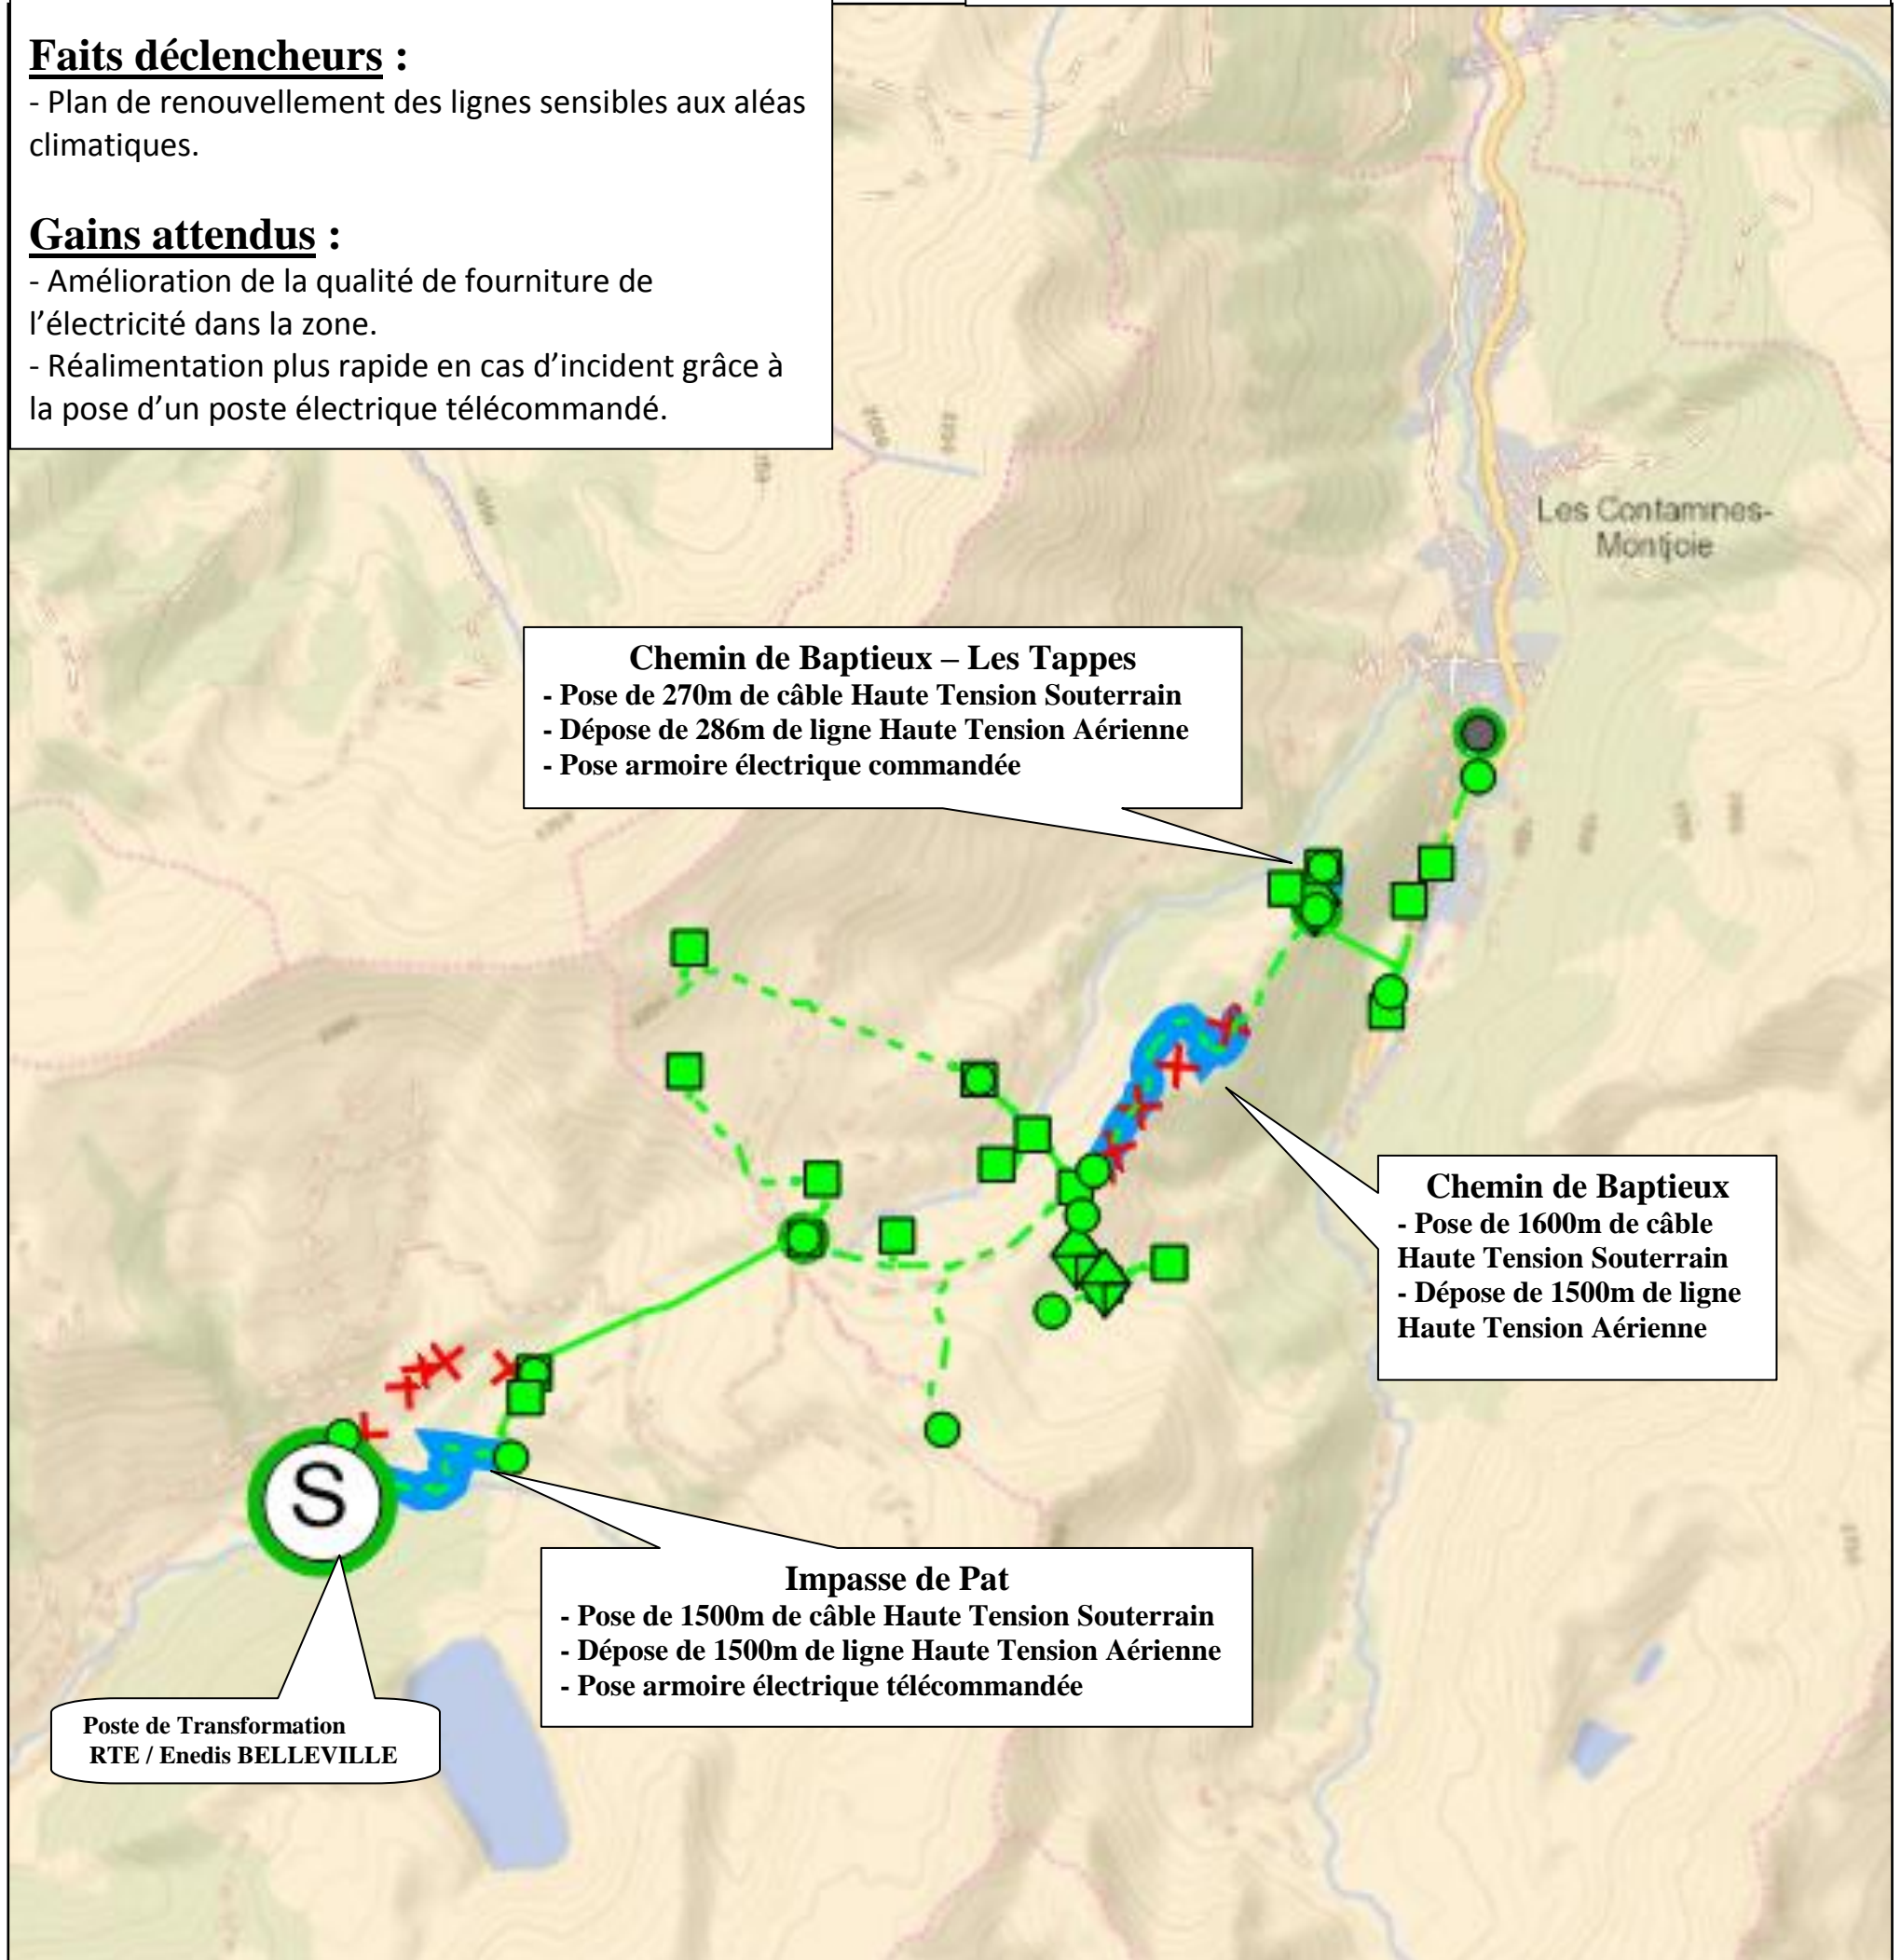 Faits déclencheurs :
- Plan de renouvellement des lignes sensibles aux aléas
climatiques.
Gains attendus :
- Amélioration de la qualité de fourniture de
l’électricité dans la zone.
- Réalimentation plus rapide en cas d’incident grâce à
la pose d’un poste électrique télécommandé.
Les Contamines-
Montjoie
Chemin de Baptieux – Les Tappes
- Pose de 270m de câble Haute Tension Souterrain
- Dépose de 286m de ligne Haute Tension Aérienne
- Pose armoire électrique commandée
Chemin de Baptieux
- Pose de 1600m de câble
Haute Tension Souterrain
- Dépose de 1500m de ligne
Haute Tension Aérienne
S
Impasse de Pat
- Pose de 1500m de câble Haute Tension Souterrain
- Dépose de 1500m de ligne Haute Tension Aérienne
- Pose armoire électrique télécommandée
Poste de Transformation
RTE / Enedis BELLEVILLE